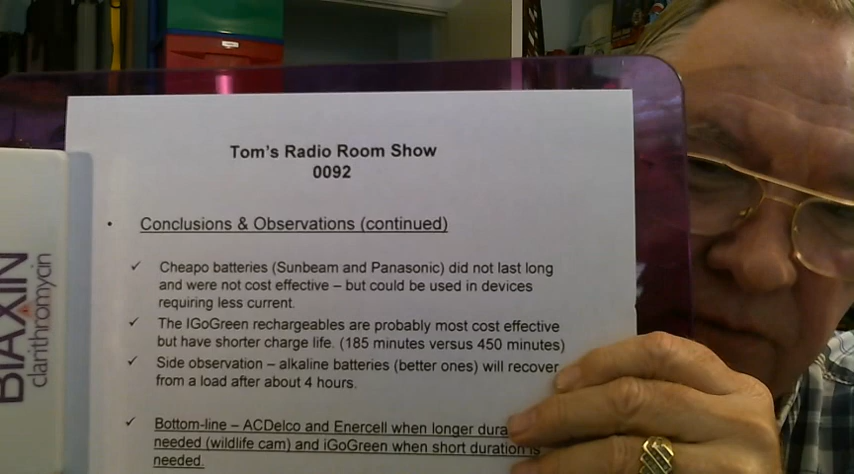 Tom's Radio Room Show
0092
• Conclusions & Observations (continued)
✓ Cheapo batteries (Sunbeam and Panasonic) did not last long
and were not cost effective – but could be used in devices
requiring less current.
✓ The IGoGreen rechargeables are probably most cost effective
but have shorter charge life. (185 minutes versus 450 minutes)
✓ Side observation – alkaline batteries (better ones) will recover
from a load after about 4 hours.
✓ Bottom-line – ACDelco and Enercell when longer
needed (wildlife cam) and iGoGreen when short duration is
needed.
BIAXIN
clarithromycin